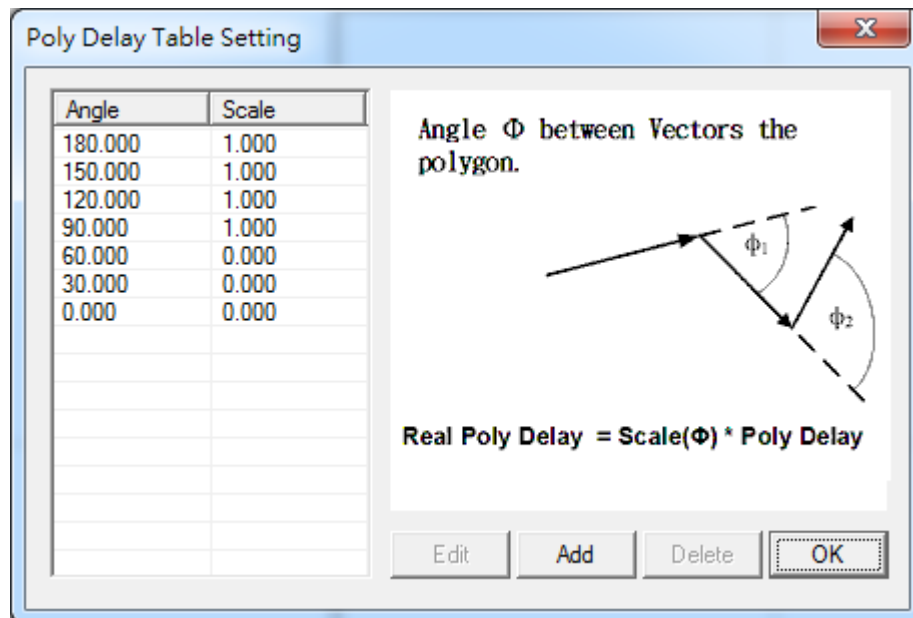 Poly Delay Table Setting
Angle Scale
180.000 1.000
150.000 1.000
120.000 1.000
90.000 1.000
60.000 0.000
30.000 0.000
0.000 0.000
Angle Φ between Vectors the
polygon.
ϕ1
ϕ2
Real Poly Delay = Scale(Φ) * Poly Delay
Edit Add Delete OK